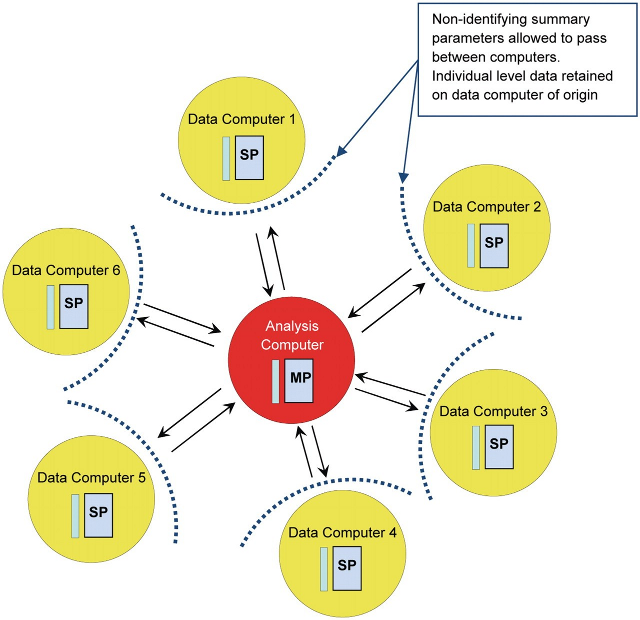 Non-identifying summary
parameters allowed to pass
between computers.
Individual level data retained
on data computer of origin
Data Computer 1
SP
Data Computer 2
SP
Data Computer 6
SP
Analysis
Computer
MP
Data Computer 3
SP
Data Computer 5
SP
Data Computer 4
SP